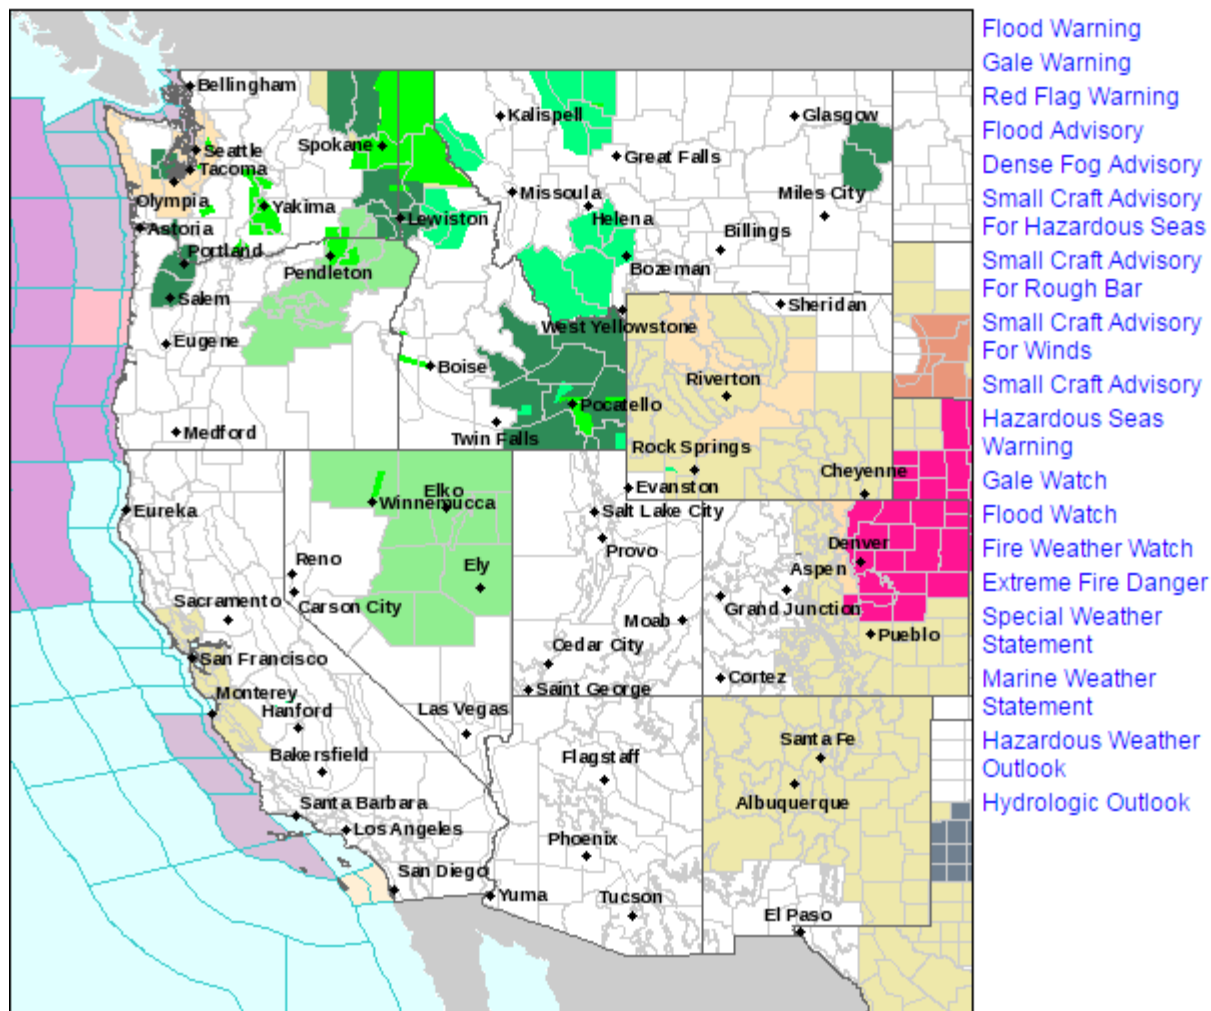 Flood Warning
Gale Warning
Red Flag Warning
Flood Advisory
Dense Fog Advisory
Small Craft Advisory
For Hazardous Seas
Small Craft Advisory
For Rough Bar
Small Craft Advisory
For Winds
Small Craft Advisory
Hazardous Seas
Warning
Gale Watch
Flood Watch
Fire Weather Watch
Extreme Fire Danger
Special Weather
Statement
Marine Weather
Statement
Hazardous Weather
Outlook
Hydrologic Outlook
Bellingham
Kalispell
Glasgow
Spokane
Seattle
Great Falls
Tacoma
Missoula
Miles City
Olympia
Yakima
Lewiston
Helena
Astoria
Billings
Portland
Pendleton
Bozeman
Salem
Sheridan
West Yellowstone
Eugene
Boise
Riverton
Pocatello
Medford
Twin Falls
Rock Springs
Cheyenne
Elko
Evanston
Winnemucca
Eureka
Salt Lake City
Provo
Denver
Reno
Ely
Aspen
Sacramento
Carson City
Grand Junction
Moab
Pueblo
Cedar City
San Francisco
Cortez
Saint George
Monterey
Hanford
Las Vegas
Santa Fe
Bakersfield
Flagstaff
Albuquerque
Santa Barbara
Los Angeles
Phoenix
San Diego
Yuma
Tucson
El Paso